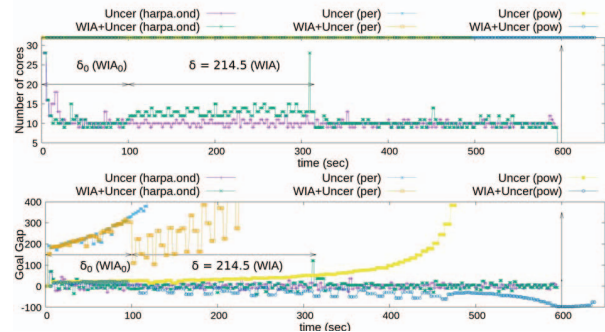 Uncer (harpa.ond) Uncer (per) Uncer (pow)
WIA+Uncer (harpa.ond) WIA+Uncer (per) WIA+Uncer (pow)
Number of cores
30
25
20
15
10
5
δ₀ (WIA₀) δ = 214.5 (WIA)
0 100 200 300 400 500 600
time (sec)
Uncer (harpa.ond) Uncer (per) Uncer (pow)
WIA+Uncer (harpa.ond) WIA+Uncer (per) WIA+Uncer(pow)
Goal Gap
400
300
200
100
0
-100
δ₀ (WIA₀) δ = 214.5 (WIA)
0 100 200 300 400 500 600
time (sec)